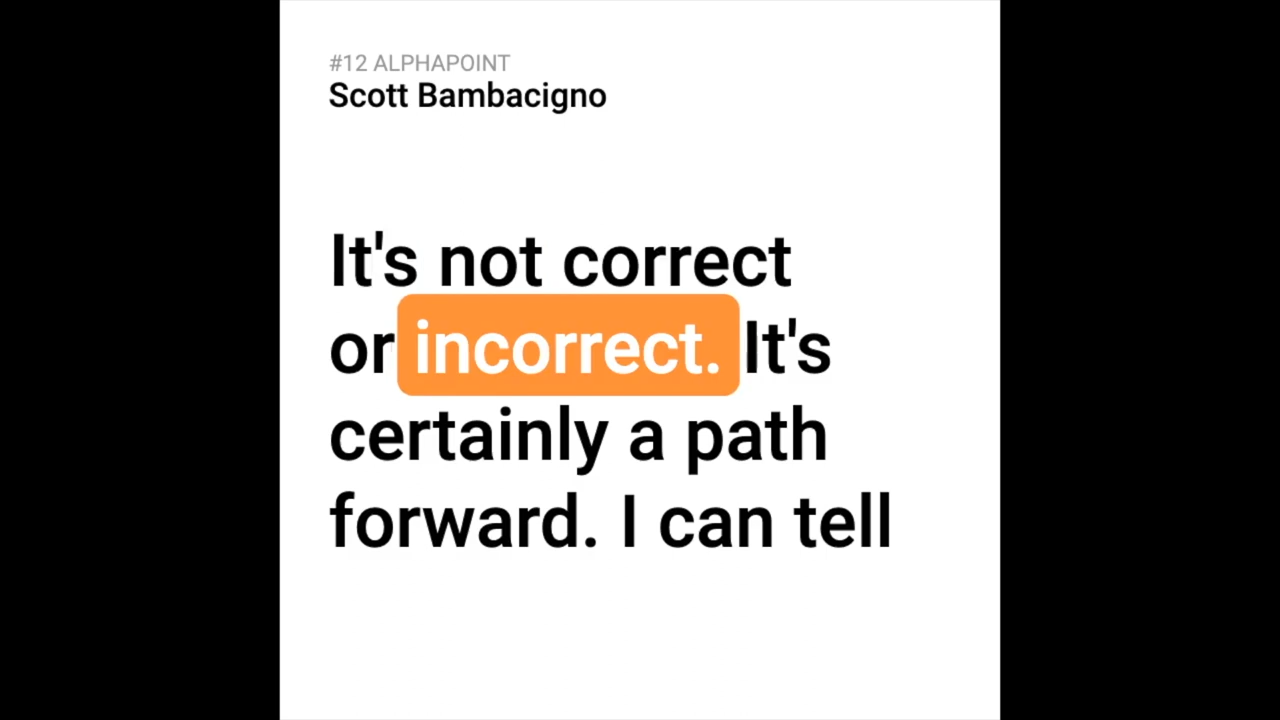 #12 ALPHAPOINT
Scott Bambacigno
It's not correct
or incorrect. It's
certainly a path
forward. I can tell